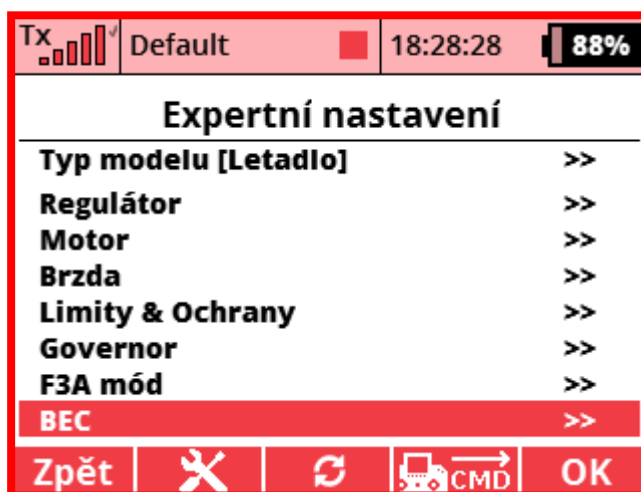 Tx Default 18:28:28 88%
Expertní nastavení
Typ modelu [Letadlo] >>
Regulátor >>
Motor >>
Brzda >>
Limity & Ochrany >>
Governor >>
F3A mód >>
BEC >>
Zpět CMD OK